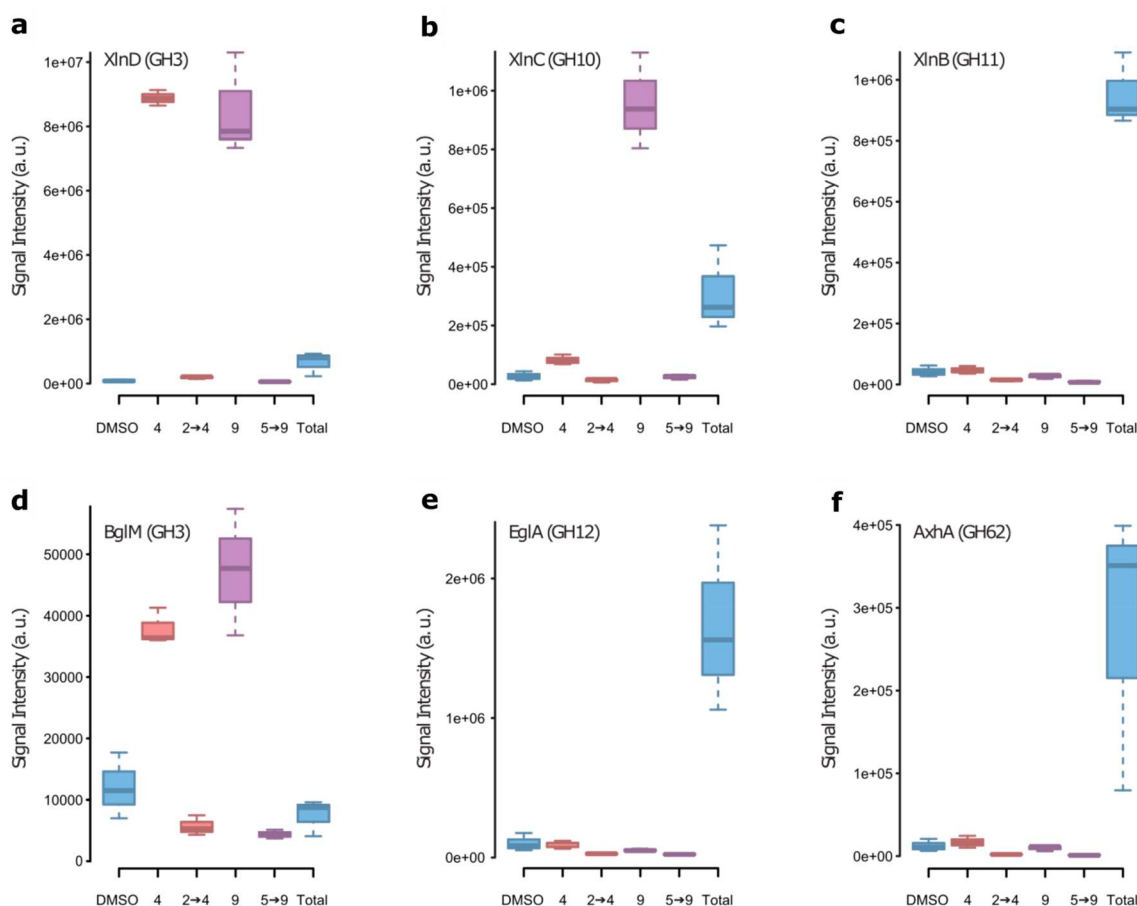 a
XlnD (GH3)
Signal Intensity (a. u.)
1e+07
8e+06
6e+06
4e+06
2e+06
0e+00
DMSO 4 2→4 9 5→9 Total
b
XlnC (GH10)
Signal Intensity (a. u.)
1e+06
8e+05
6e+05
4e+05
2e+05
0e+00
DMSO 4 2→4 9 5→9 Total
c
XlnB (GH11)
Signal Intensity (a. u.)
1e+06
8e+05
6e+05
4e+05
2e+05
0e+00
DMSO 4 2→4 9 5→9 Total
d
BglM (GH3)
Signal Intensity (a. u.)
50000
40000
30000
20000
10000
0
DMSO 4 2→4 9 5→9 Total
e
EglA (GH12)
Signal Intensity (a. u.)
2e+06
1e+06
0e+00
DMSO 4 2→4 9 5→9 Total
f
AxhA (GH62)
Signal Intensity (a. u.)
4e+05
3e+05
2e+05
1e+05
0e+00
DMSO 4 2→4 9 5→9 Total